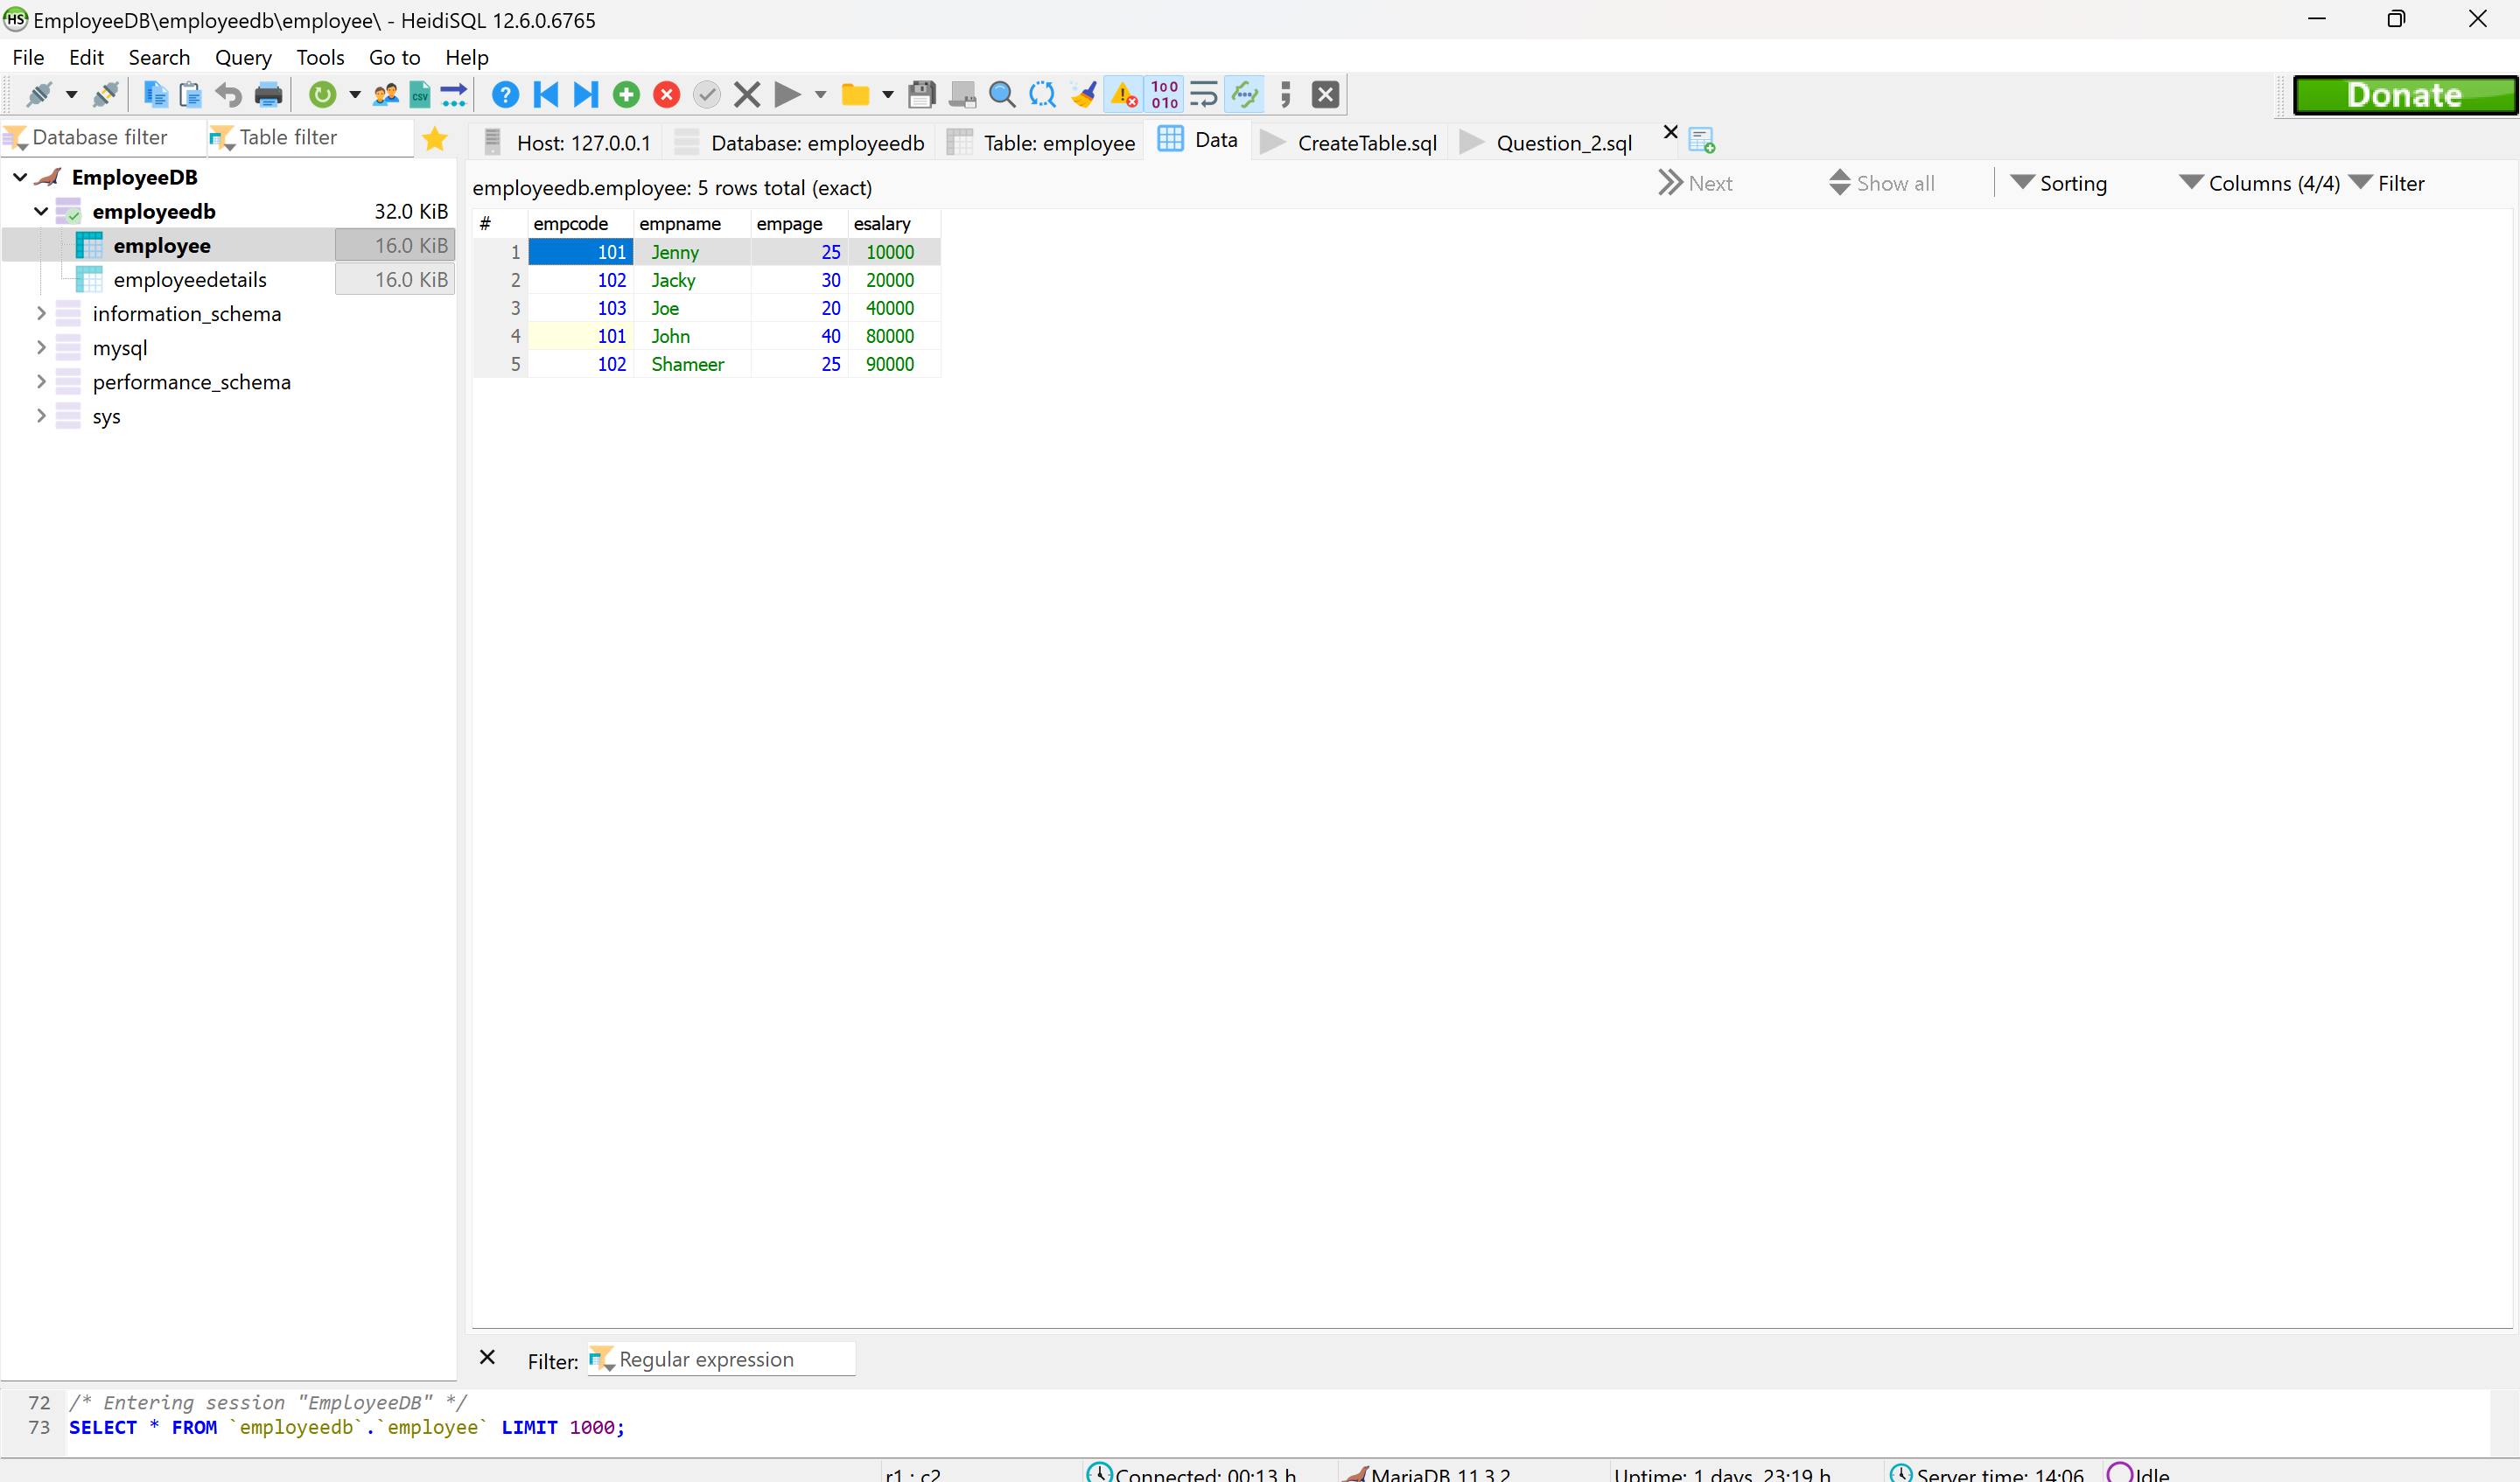 EmployeeDB\employeedb\employee\ - HeidiSQL 12.6.0.6765
File Edit Search Query Tools Go to Help
Donate
Database filter Table filter
Host: 127.0.0.1 Database: employeedb Table: employee Data CreateTable.sql Question_2.sql
EmployeeDB
employeedb 32.0 KiB
employee 16.0 KiB
employeedetails 16.0 KiB
information_schema
mysql
performance_schema
sys
employeedb.employee: 5 rows total (exact) Next Show all Sorting Columns (4/4) Filter
# empcode empname empage esalary
1 101 Jenny 25 10000
2 102 Jacky 30 20000
3 103 Joe 20 40000
4 101 John 40 80000
5 102 Shameer 25 90000
Filter: Regular expression
72 /* Entering session "EmployeeDB" */
73 SELECT * FROM `employeedb`.`employee` LIMIT 1000;
r1 : c2 Connected: 00:13 h MariaDB 11.3.2 Uptime: 1 days, 23:19 h Server time: 14:06 Idle